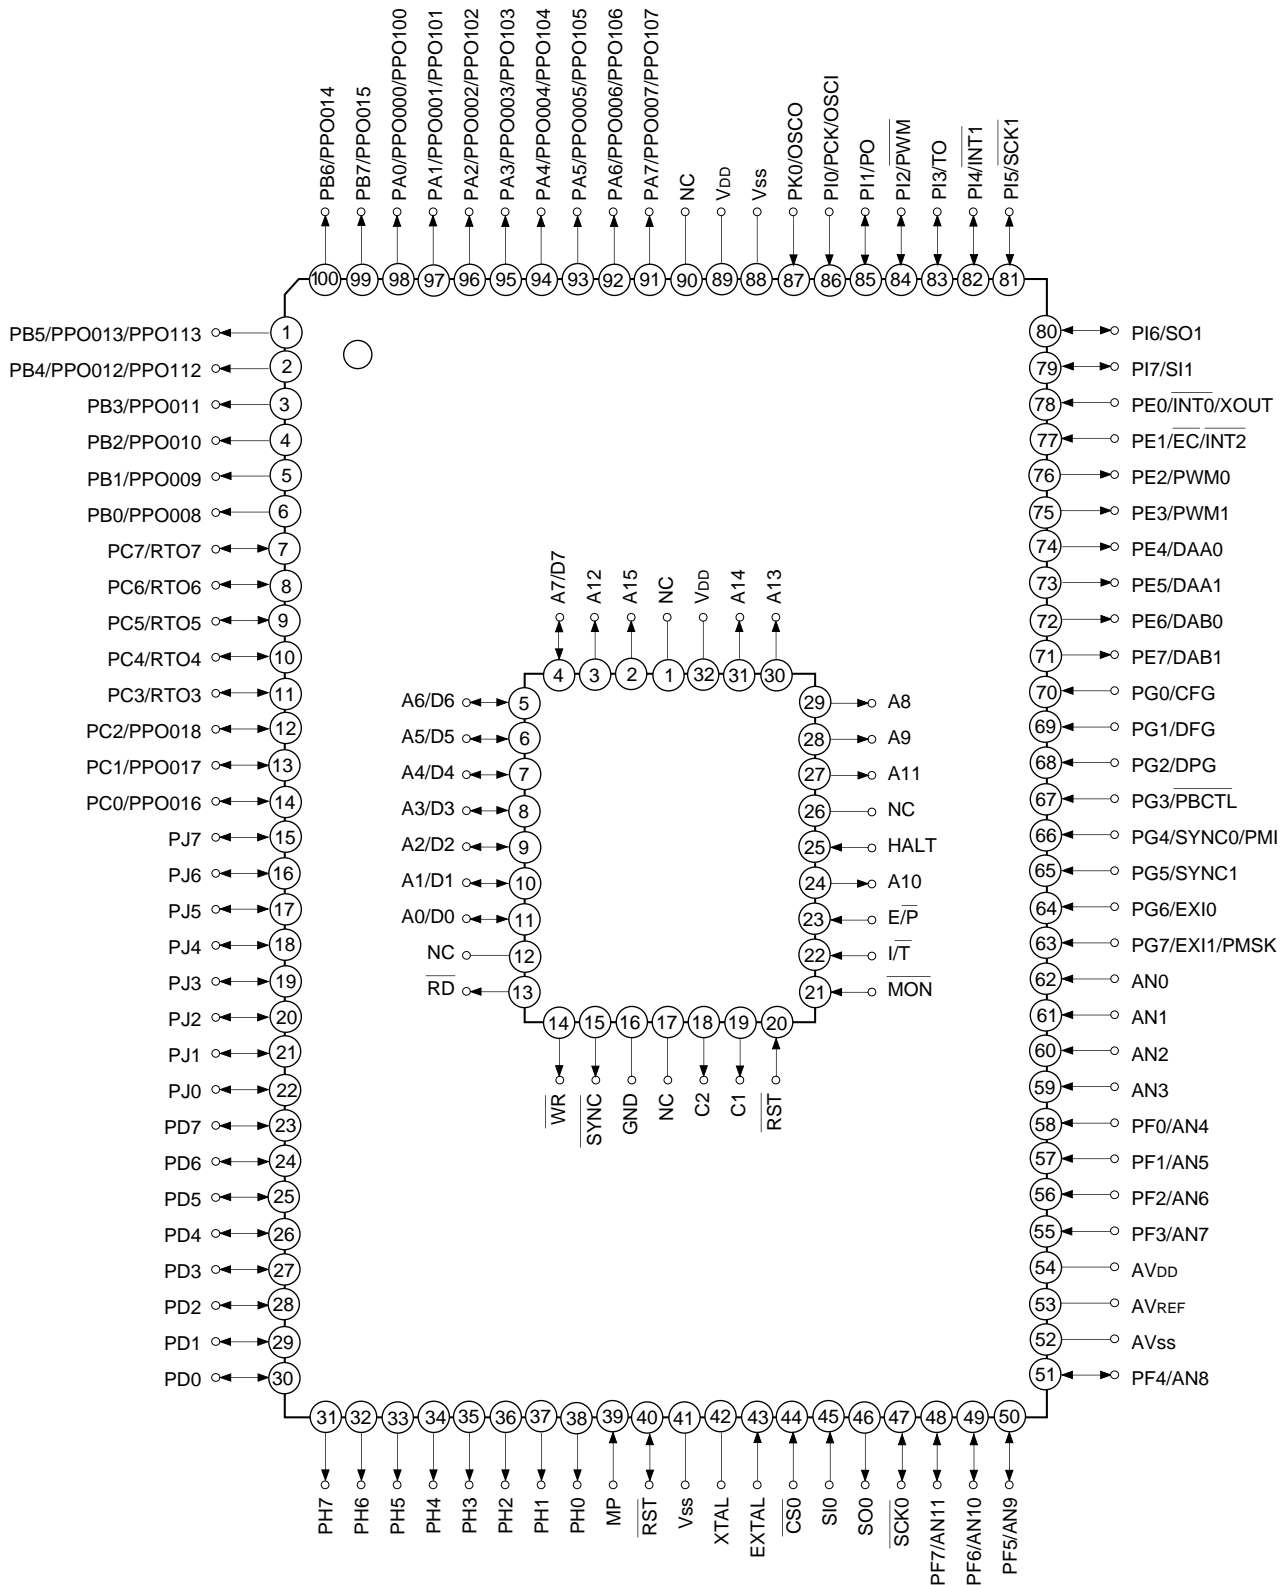 PB6/PPO014
PB7/PPO015
PA0/PPO000/PPO100
PA1/PPO001/PPO101
PA2/PPO002/PPO102
PA3/PPO003/PPO103
PA4/PPO004/PPO104
PA5/PPO005/PPO105
PA6/PPO006/PPO106
PA7/PPO007/PPO107
NC
VDD
Vss
PK0/OSCO
PI0/PCK/OSCI
PI1/PO
PI2/P̅W̅M̅
PI3/TO
PI4/I̅N̅T̅1̅
PI5/S̅C̅K̅1̅
100 99 98 97 96 95 94 93 92 91 90 89 88 87 86 85 84 83 82 81
PB5/PPO013/PPO113 1
PB4/PPO012/PPO112 2
PB3/PPO011 3
PB2/PPO010 4
PB1/PPO009 5
PB0/PPO008 6
PC7/RTO7 7
PC6/RTO6 8
PC5/RTO5 9
PC4/RTO4 10
PC3/RTO3 11
PC2/PPO018 12
PC1/PPO017 13
PC0/PPO016 14
PJ7 15
PJ6 16
PJ5 17
PJ4 18
PJ3 19
PJ2 20
PJ1 21
PJ0 22
PD7 23
PD6 24
PD5 25
PD4 26
PD3 27
PD2 28
PD1 29
PD0 30
A7/D7
A12
A15
NC
VDD
A14
A13
4 3 2 1 32 31 30
A6/D6 5
A5/D5 6
A4/D4 7
A3/D3 8
A2/D2 9
A1/D1 10
A0/D0 11
NC 12
R̅D̅ 13
29 A8
28 A9
27 A11
26 NC
25 HALT
24 A10
23 E/P̅
22 I/T̅
21 M̅O̅N̅
14 15 16 17 18 19 20
W̅R̅
S̅Y̅N̅C̅
GND
NC
C2
C1
R̅S̅T̅
80 PI6/SO1
79 PI7/SI1
78 PE0/I̅N̅T̅0̅/XOUT
77 PE1/E̅C̅/I̅N̅T̅2̅
76 PE2/PWM0
75 PE3/PWM1
74 PE4/DAA0
73 PE5/DAA1
72 PE6/DAB0
71 PE7/DAB1
70 PG0/CFG
69 PG1/DFG
68 PG2/DPG
67 PG3/P̅B̅C̅T̅L̅
66 PG4/SYNC0/PMI
65 PG5/SYNC1
64 PG6/EXI0
63 PG7/EXI1/PMSK
62 AN0
61 AN1
60 AN2
59 AN3
58 PF0/AN4
57 PF1/AN5
56 PF2/AN6
55 PF3/AN7
54 AVDD
53 AVREF
52 AVss
51 PF4/AN8
31 32 33 34 35 36 37 38 39 40 41 42 43 44 45 46 47 48 49 50
PH7
PH6
PH5
PH4
PH3
PH2
PH1
PH0
MP
R̅S̅T̅
Vss
XTAL
EXTAL
C̅S̅0̅
SI0
SO0
S̅C̅K̅0̅
PF7/AN11
PF6/AN10
PF5/AN9